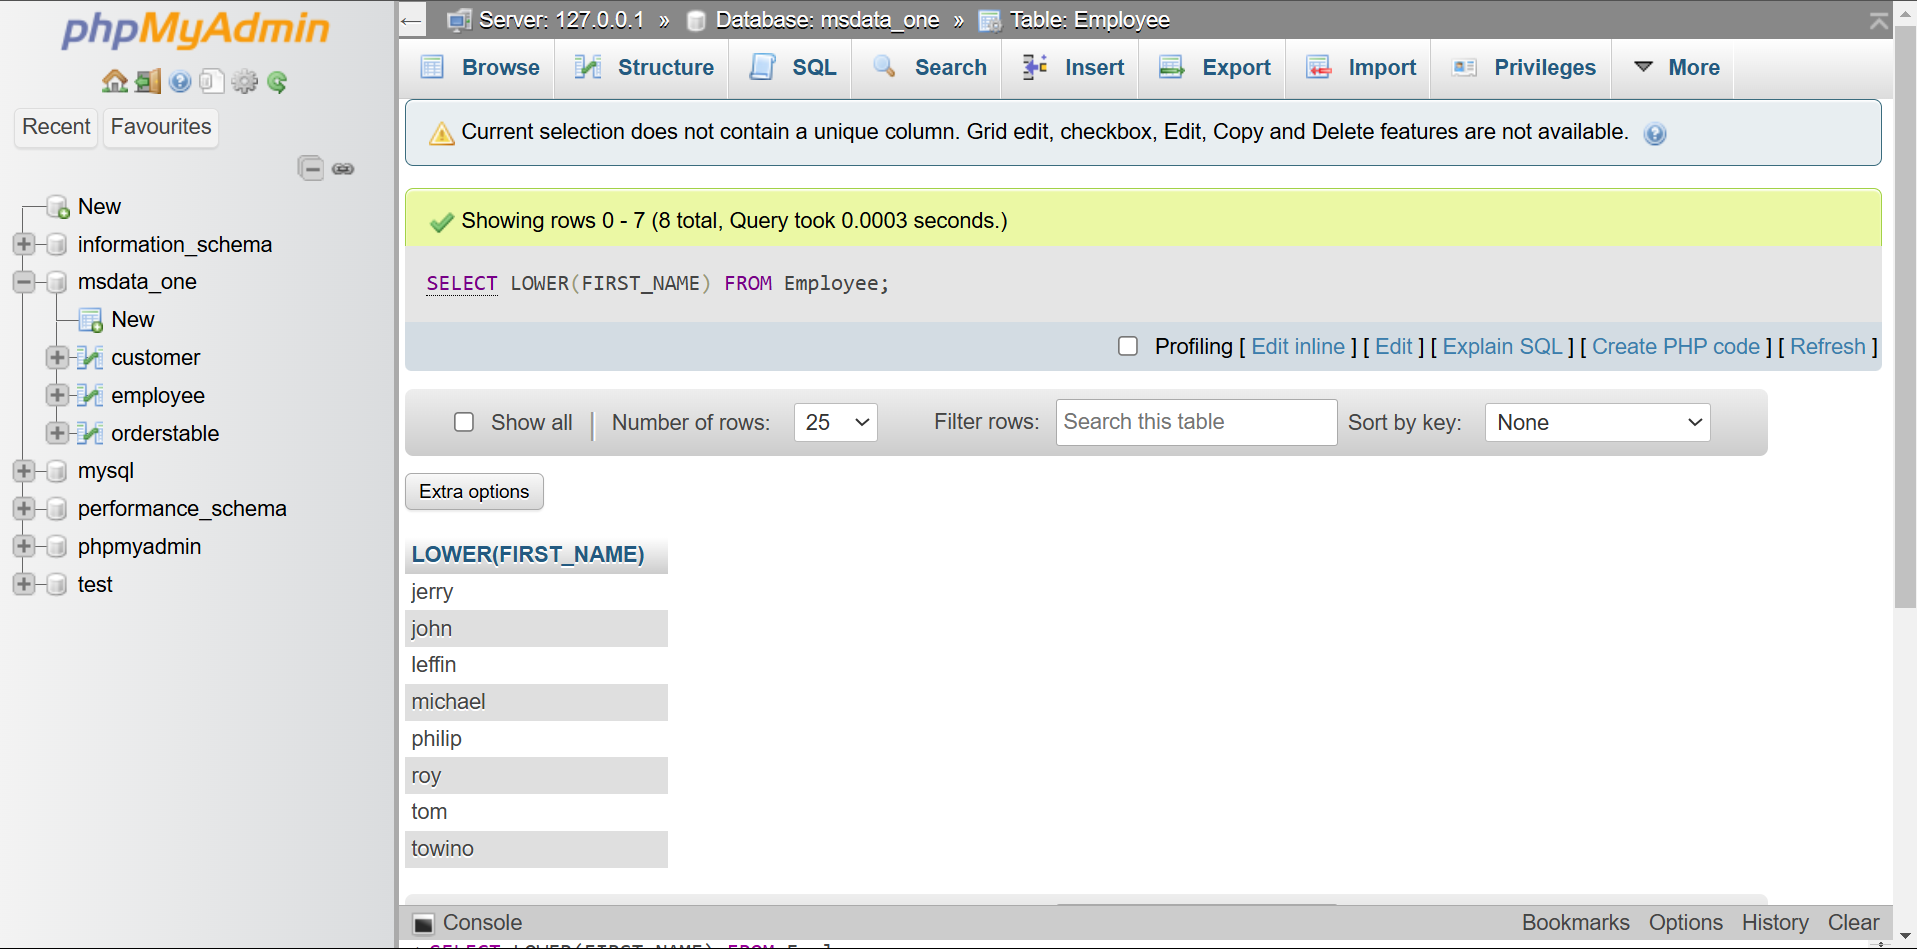 phpMyAdmin
Recent Favourites
New
information_schema
msdata_one
New
customer
employee
orderstable
mysql
performance_schema
phpmyadmin
test
Server: 127.0.0.1 » Database: msdata_one » Table: Employee
Browse Structure SQL Search Insert Export Import Privileges More
Current selection does not contain a unique column. Grid edit, checkbox, Edit, Copy and Delete features are not available.
Showing rows 0 - 7 (8 total, Query took 0.0003 seconds.)
SELECT LOWER(FIRST_NAME) FROM Employee;
Profiling [ Edit inline ] [ Edit ] [ Explain SQL ] [ Create PHP code ] [ Refresh ]
Show all | Number of rows: 25 Filter rows: Search this table Sort by key: None
Extra options
LOWER(FIRST_NAME)
jerry
john
leffin
michael
philip
roy
tom
towino
Console Bookmarks Options History Clear
SELECT LOWER(FIRST_NAME) FROM